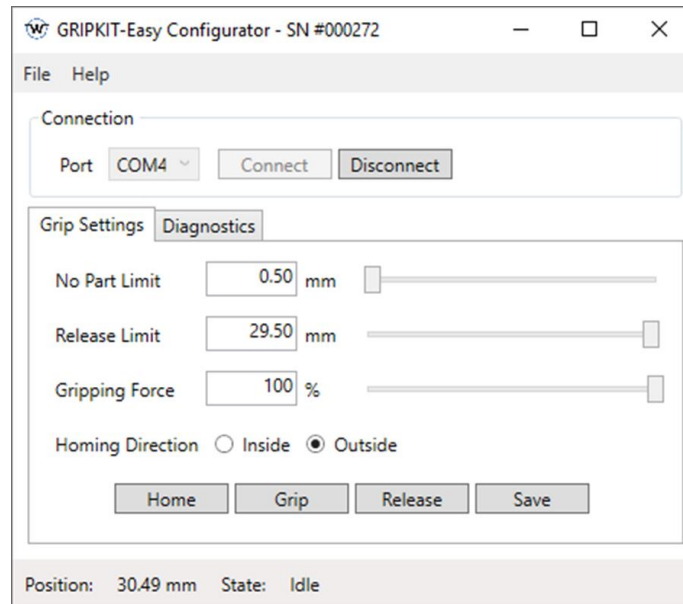 GRIPKIT-Easy Configurator - SN #000272
File Help
Connection
Port COM4 Connect Disconnect
Grip Settings Diagnostics
No Part Limit 0.50 mm
Release Limit 29.50 mm
Gripping Force 100 %
Homing Direction Inside Outside
Home Grip Release Save
Position: 30.49 mm State: Idle